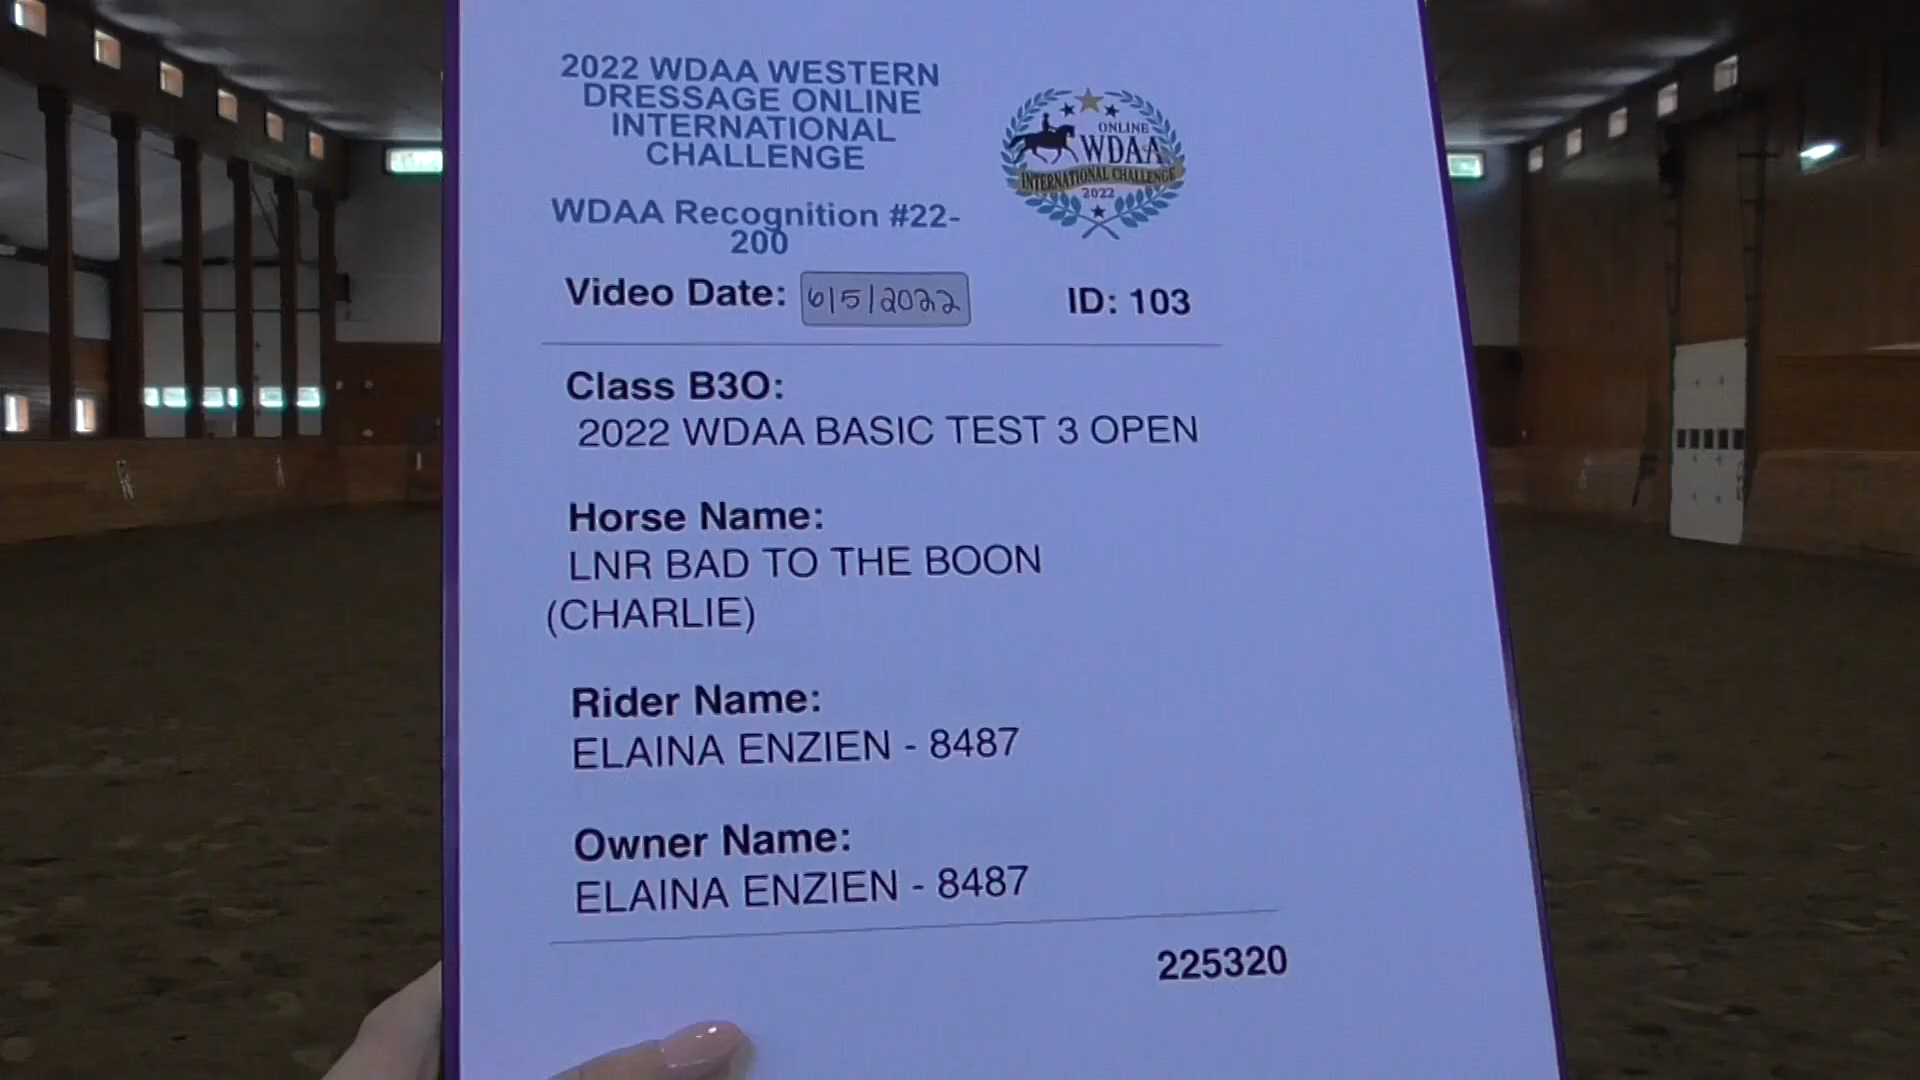 2022 WDAA WESTERN
DRESSAGE ONLINE
INTERNATIONAL
CHALLENGE
ONLINE
WDAA
INTERNATIONAL CHALLENGE
2022
WDAA Recognition #22-
200
Video Date: 6/5/2022 ID: 103
Class B3O:
2022 WDAA BASIC TEST 3 OPEN
Horse Name:
LNR BAD TO THE BOON
(CHARLIE)
Rider Name:
ELAINA ENZIEN - 8487
Owner Name:
ELAINA ENZIEN - 8487
225320